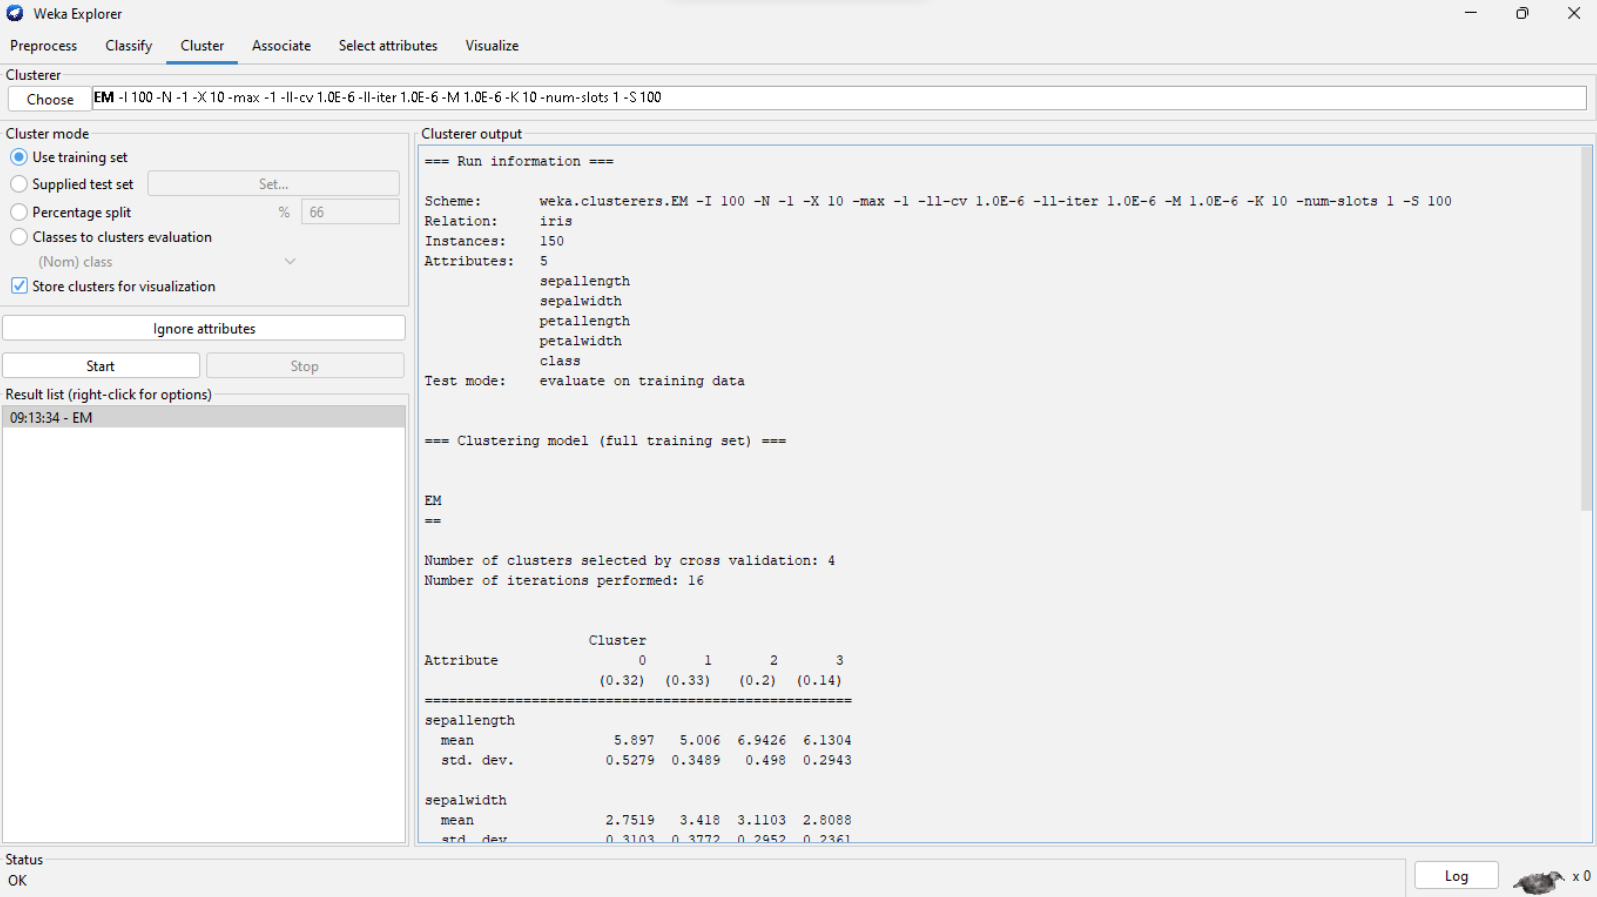 Weka Explorer
Preprocess Classify Cluster Associate Select attributes Visualize
Clusterer
Choose EM -I 100 -N -1 -X 10 -max -1 -ll-cv 1.0E-6 -ll-iter 1.0E-6 -M 1.0E-6 -K 10 -num-slots 1 -S 100
Cluster mode
Use training set
Supplied test set Set...
Percentage split % 66
Classes to clusters evaluation
(Nom) class
Store clusters for visualization
Ignore attributes
Start Stop
Result list (right-click for options)
09:13:34 - EM
Clusterer output
=== Run information ===
Scheme: weka.clusterers.EM -I 100 -N -1 -X 10 -max -1 -ll-cv 1.0E-6 -ll-iter 1.0E-6 -M 1.0E-6 -K 10 -num-slots 1 -S 100
Relation: iris
Instances: 150
Attributes: 5
sepallength
sepalwidth
petallength
petalwidth
class
Test mode: evaluate on training data
=== Clustering model (full training set) ===
EM
==
Number of clusters selected by cross validation: 4
Number of iterations performed: 16
Cluster
Attribute 0 1 2 3
(0.32) (0.33) (0.2) (0.14)
====================================================
sepallength
mean 5.897 5.006 6.9426 6.1304
std. dev. 0.5279 0.3489 0.498 0.2943
sepalwidth
mean 2.7519 3.418 3.1103 2.8088
std. dev. 0.3103 0.3772 0.2952 0.2361
Status
OK
Log x 0